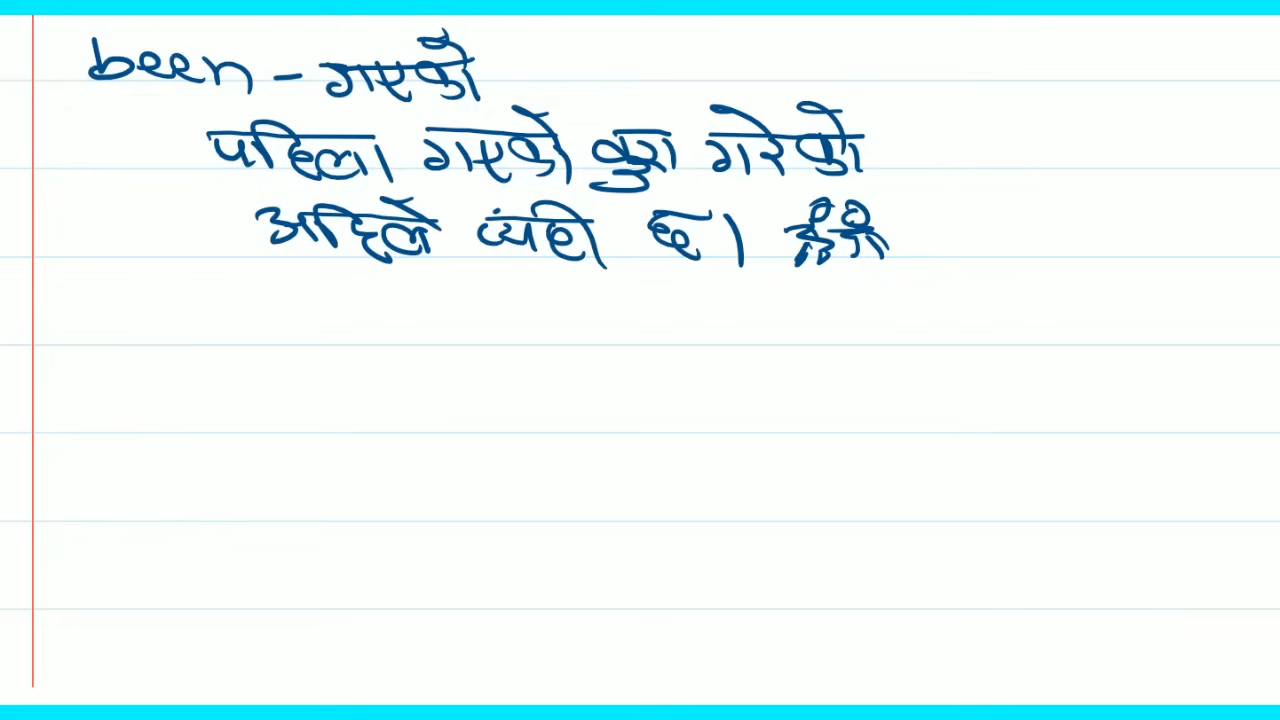 been - गएको
पहिला गएको कुरा गरेको
अहिले यहीं छ।